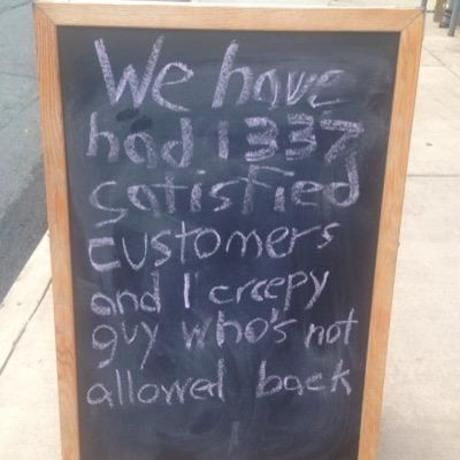 We have
had 1337
satisfied
customers
and 1 creepy
guy who's not
allowed back